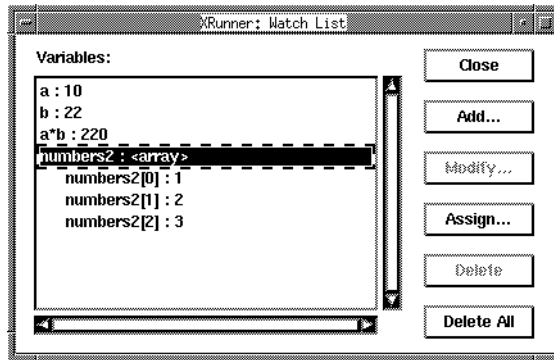 XRunner: Watch List
Variables:
a : 10
b : 22
a*b : 220
numbers2 : <array>
numbers2[0] : 1
numbers2[1] : 2
numbers2[2] : 3
Close
Add...
Modify...
Assign...
Delete
Delete All